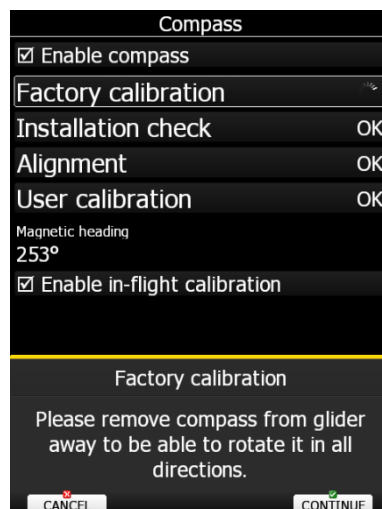 Compass
Enable compass
Factory calibration
Installation check OK
Alignment OK
User calibration OK
Magnetic heading
253º
Enable in-flight calibration
Factory calibration
Please remove compass from glider
away to be able to rotate it in all
directions.
CANCEL CONTINUE